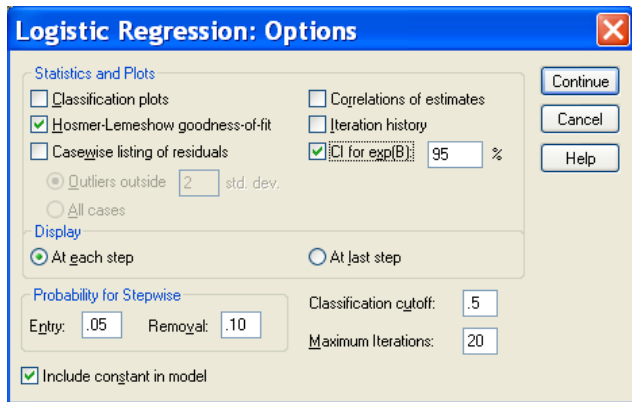 Logistic Regression: Options
Statistics and Plots
Classification plots
Correlations of estimates
Hosmer-Lemeshow goodness-of-fit
Iteration history
Casewise listing of residuals
CI for exp(B): 95 %
Outliers outside 2 std. dev.
All cases
Display
At each step
At last step
Probability for Stepwise
Entry: .05 Removal: .10
Classification cutoff: .5
Maximum Iterations: 20
Include constant in model
Continue
Cancel
Help